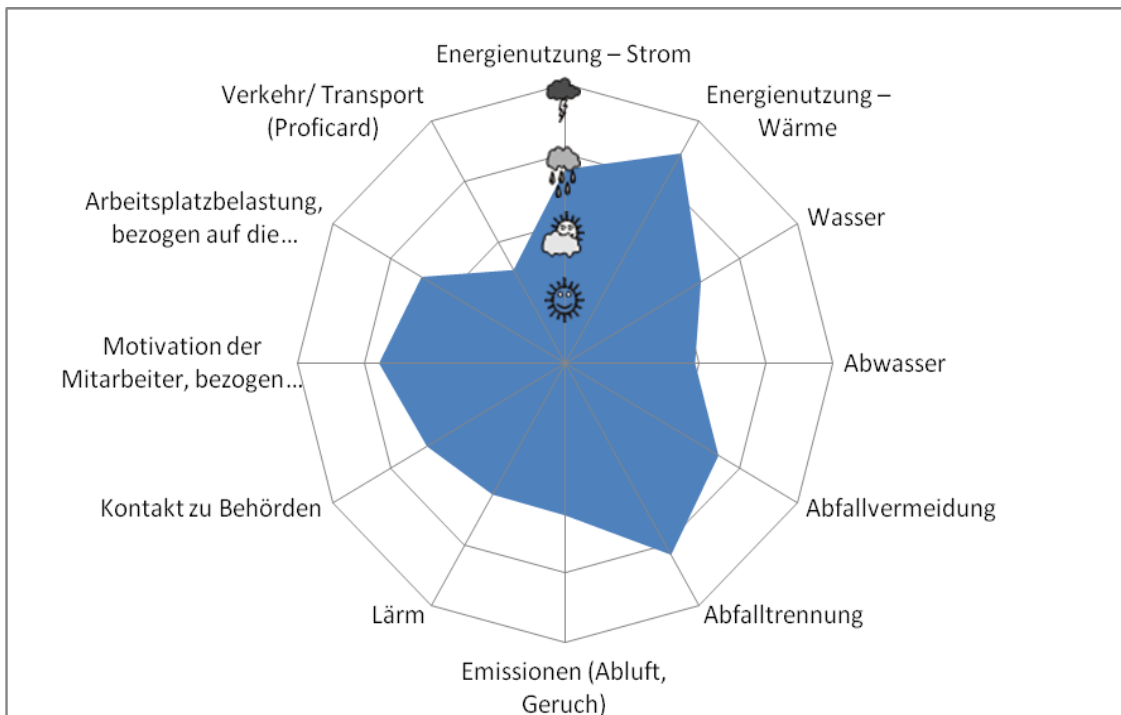 Energienutzung – Strom
Energienutzung –
Wärme
Wasser
Abwasser
Abfallvermeidung
Abfalltrennung
Emissionen (Abluft,
Geruch)
Lärm
Kontakt zu Behörden
Motivation der
Mitarbeiter, bezogen...
Arbeitsplatzbelastung,
bezogen auf die...
Verkehr/ Transport
(Proficard)